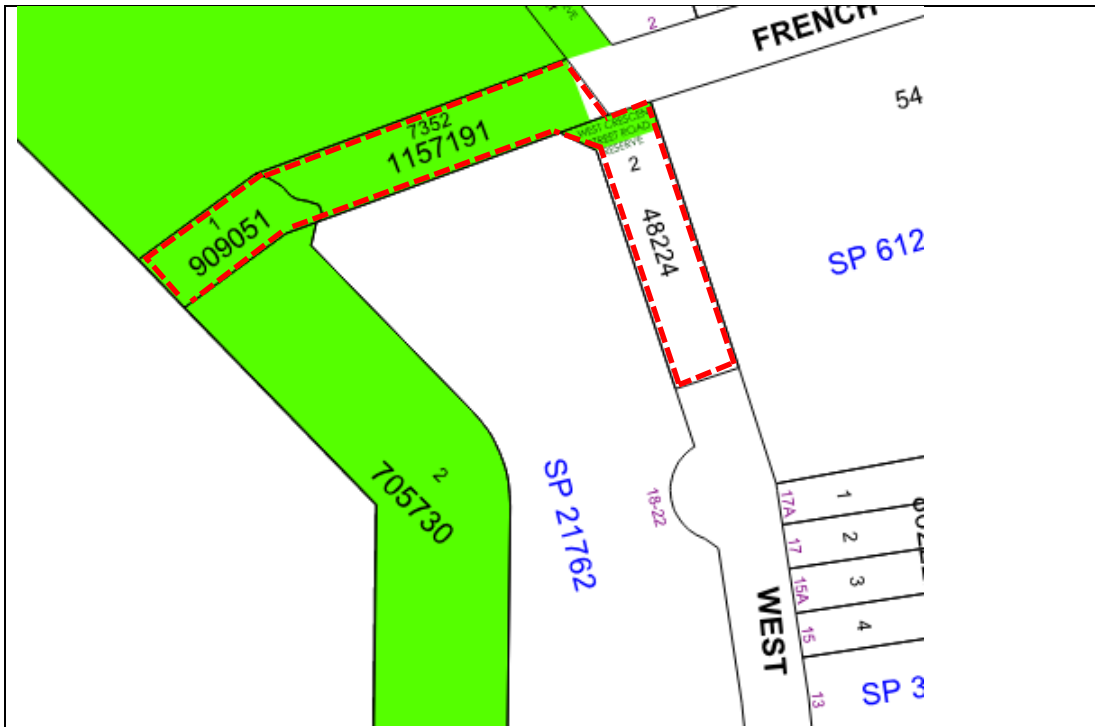 2
FRENCH
54
7352
1157191
WEST CRESCEN
STREET ROAD
RESERVE
2
48224
1
909051
SP 612
2
705730
SP 21762
18-22
17A
1
17
2
15A
3
15
4
WEST
13
SP 3